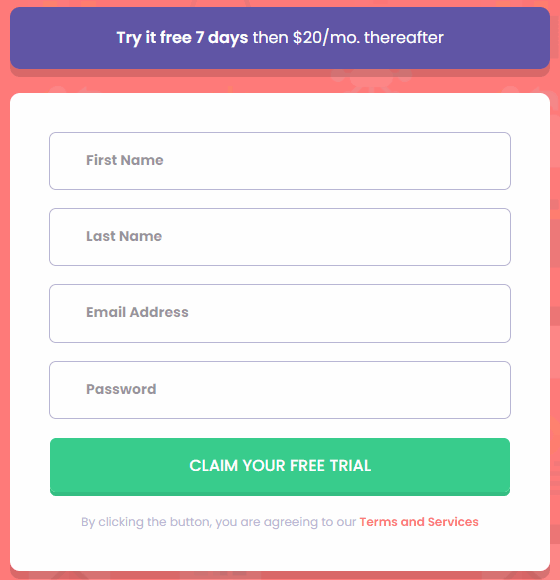 Try it free 7 days then $20/mo. thereafter
First Name
Last Name
Email Address
Password
CLAIM YOUR FREE TRIAL
By clicking the button, you are agreeing to our Terms and Services